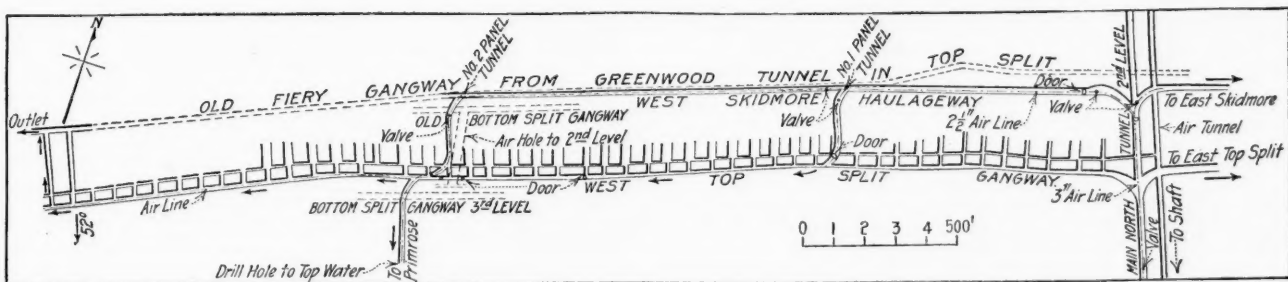 N
OLD FIERY GANGWAY FROM GREENWOOD TUNNEL IN TOP SPLIT
No. 2 PANEL TUNNEL
No. 1 PANEL TUNNEL
2nd LEVEL
Door
WEST SKIDMORE HAULAGEWAY
Valve
To East Skidmore
Outlet
OLD BOTTOM SPLIT GANGWAY
Valve
Valve
2½" Air Line
TUNNEL
Air Tunnel
Air Hole to 2nd Level
Door
To East Top Split
Air Line
Door
WEST TOP SPLIT GANGWAY
3" Air Line
52°
BOTTOM SPLIT GANGWAY 3rd LEVEL
0 1 2 3 4 500'
To Primrose
Drill Hole to Top Water
MAIN NORTH
Valve
To Shaft